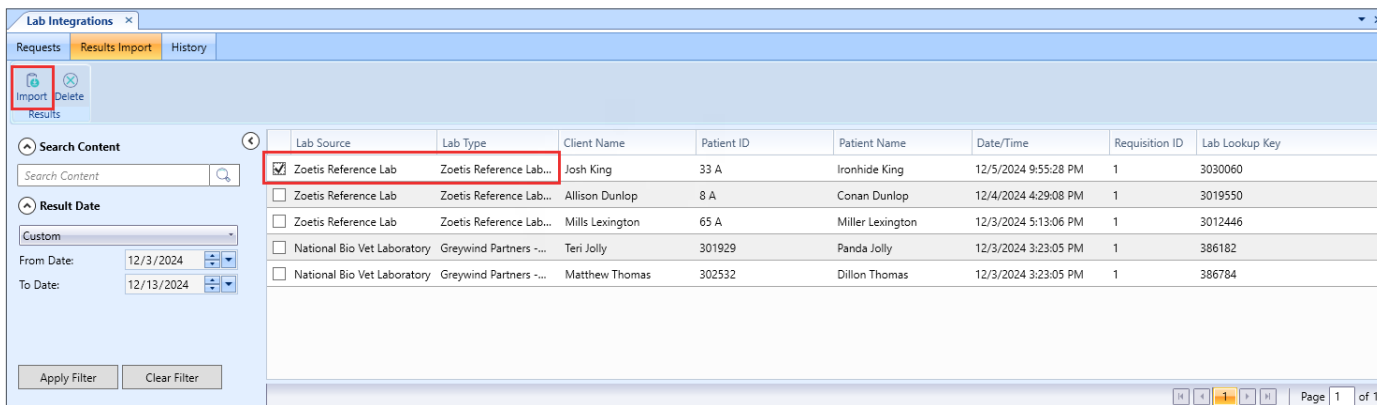 Lab Integrations ×
Requests Results Import History
Import Delete
Results
Search Content
Search Content
Result Date
Custom
From Date: 12/3/2024
To Date: 12/13/2024
Apply Filter Clear Filter
Lab Source Lab Type Client Name Patient ID Patient Name Date/Time Requisition ID Lab Lookup Key
Zoetis Reference Lab Zoetis Reference Lab... Josh King 33 A Ironhide King 12/5/2024 9:55:28 PM 1 3030060
Zoetis Reference Lab Zoetis Reference Lab... Allison Dunlop 8 A Conan Dunlop 12/4/2024 4:29:08 PM 1 3019550
Zoetis Reference Lab Zoetis Reference Lab... Mills Lexington 65 A Miller Lexington 12/3/2024 5:13:06 PM 1 3012446
National Bio Vet Laboratory Greywind Partners -... Teri Jolly 301929 Panda Jolly 12/3/2024 3:23:05 PM 1 386182
National Bio Vet Laboratory Greywind Partners -... Matthew Thomas 302532 Dillon Thomas 12/3/2024 3:23:05 PM 1 386784
1 Page 1 of 1